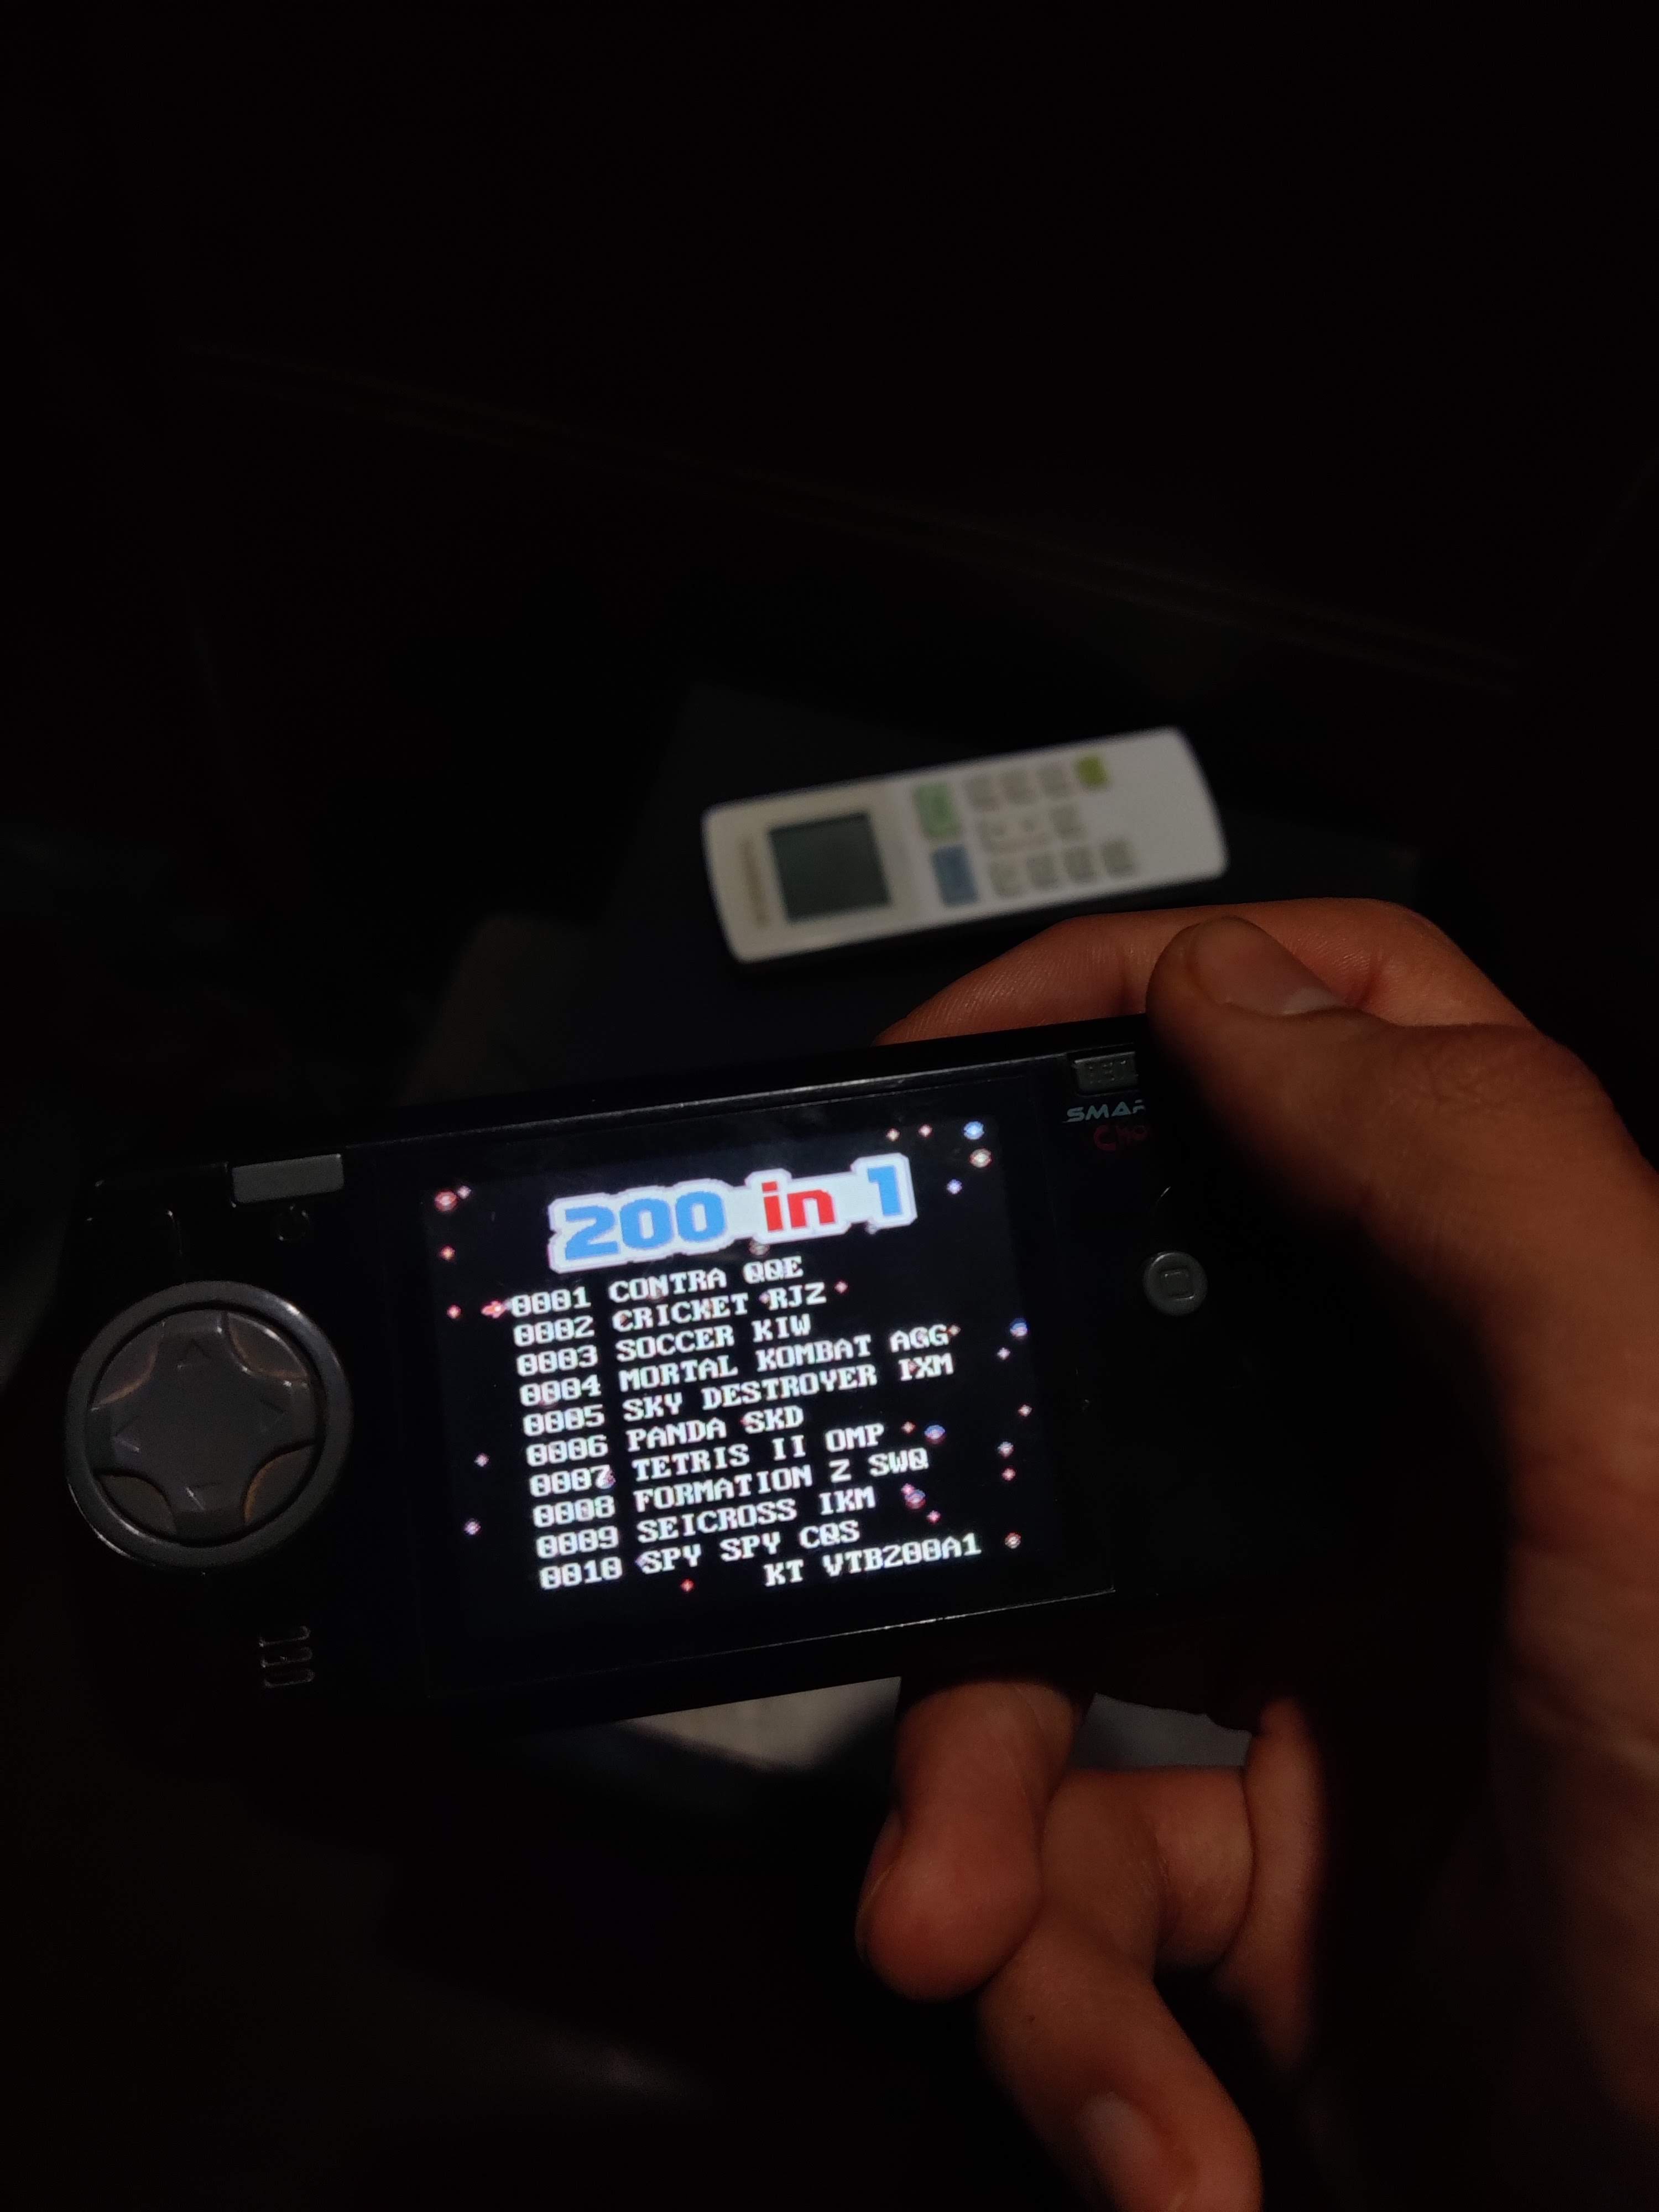 200 in 1
0001 CONTRA QQE
0002 CRICKET RJZ
0003 SOCCER KIW
0004 MORTAL KOMBAT AGG
0005 SKY DESTROYER IXM
0006 PANDA SKD
0007 TETRIS II OMP
0008 FORMATION Z SWQ
0009 SEICROSS IKM
0010 SPY SPY CQS
KT VTB200A1